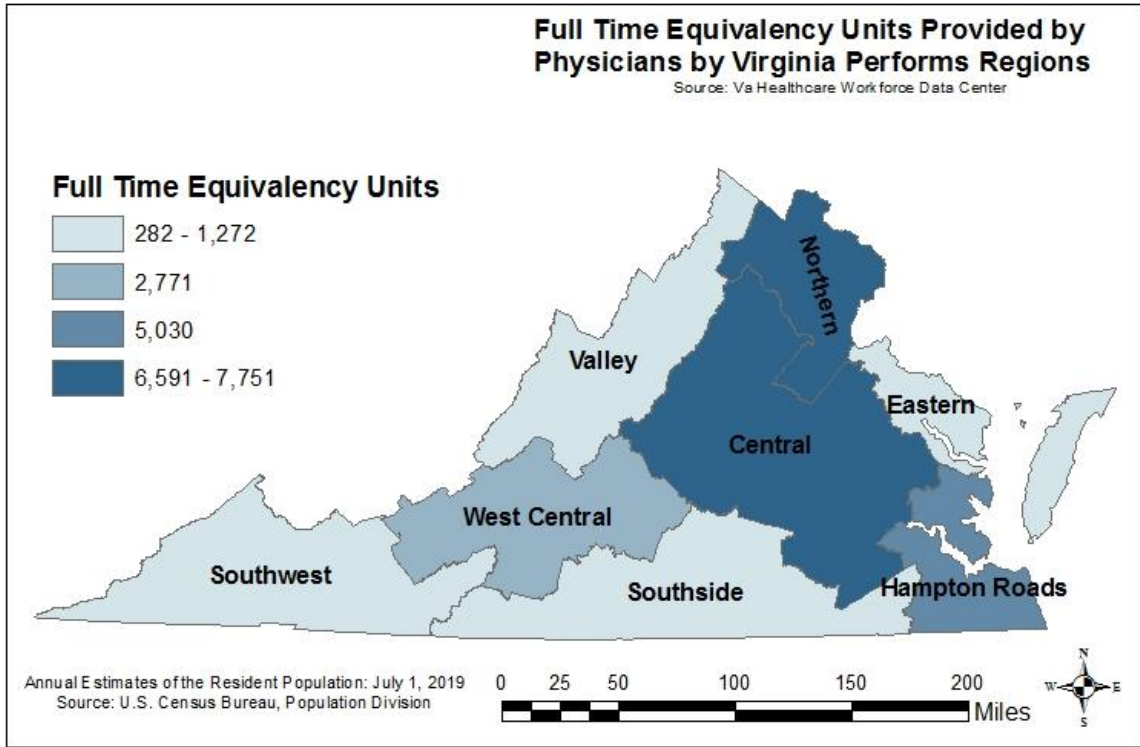 Full Time Equivalency Units Provided by
Physicians by Virginia Performs Regions
Source: Va Healthcare Workforce Data Center
Full Time Equivalency Units
282 - 1,272
2,771
5,030
6,591 - 7,751
Northern
Valley
Eastern
Central
West Central
Southwest
Southside
Hampton Roads
Annual Estimates of the Resident Population: July 1, 2019
Source: U.S. Census Bureau, Population Division
0 25 50 100 150 200
Miles
N
W E
S